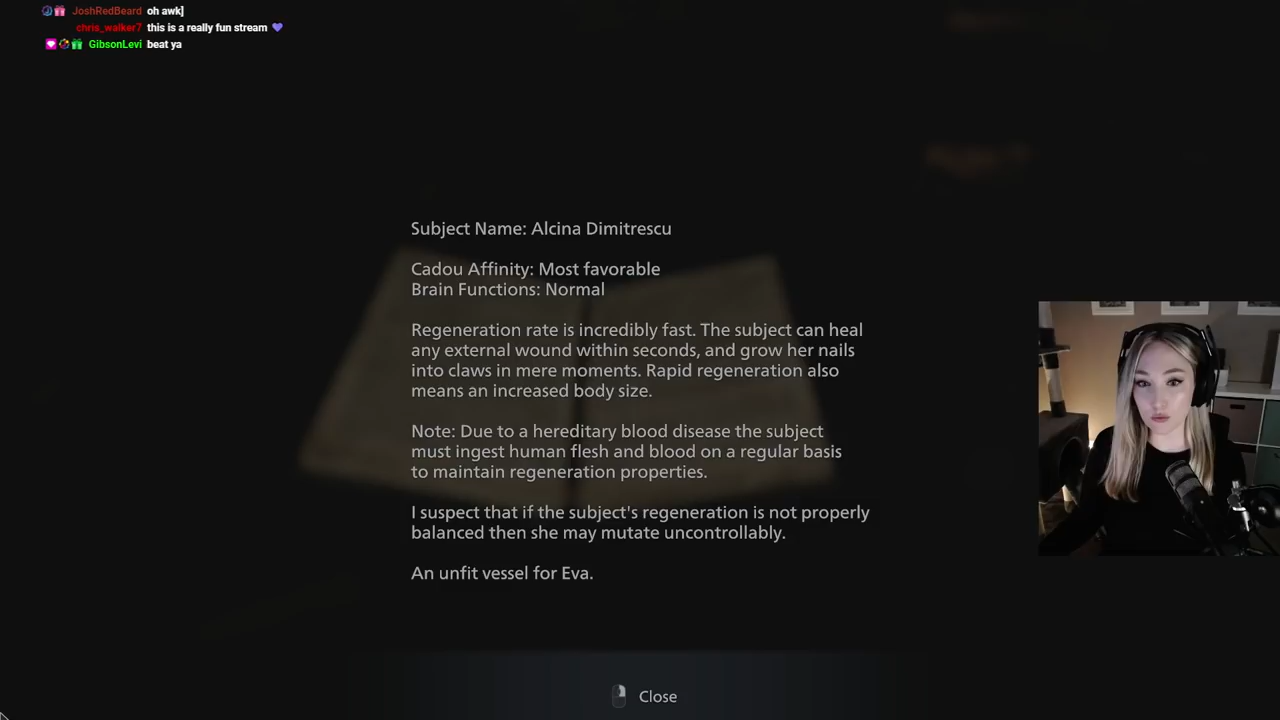 JoshRedBeard oh awk]
chris_walker7 this is a really fun stream
GibsonLevi beat ya
Subject Name: Alcina Dimitrescu
Cadou Affinity: Most favorable
Brain Functions: Normal
Regeneration rate is incredibly fast. The subject can heal
any external wound within seconds, and grow her nails
into claws in mere moments. Rapid regeneration also
means an increased body size.
Note: Due to a hereditary blood disease the subject
must ingest human flesh and blood on a regular basis
to maintain regeneration properties.
I suspect that if the subject's regeneration is not properly
balanced then she may mutate uncontrollably.
An unfit vessel for Eva.
Close